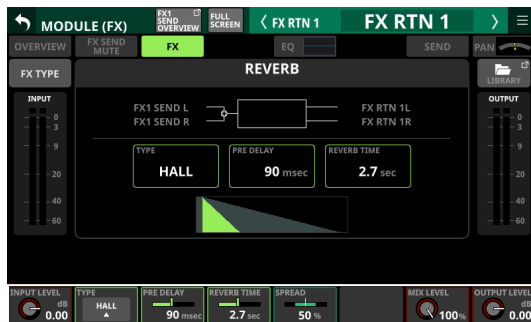 MODULE (FX)
FX1
SEND
OVERVIEW
FULL
SCREEN
FX RTN 1
FX RTN 1
OVERVIEW
FX SEND
MUTE
FX
EQ
SEND
PAN
FX TYPE
REVERB
LIBRARY
INPUT
0
3
9
20
40
60
FX1 SEND L
FX1 SEND R
FX RTN 1L
FX RTN 1R
TYPE
HALL
PRE DELAY
90 msec
REVERB TIME
2.7 sec
OUTPUT
0
3
9
20
40
60
INPUT LEVEL
dB
0.00
TYPE
HALL
PRE DELAY
90 msec
REVERB TIME
2.7 sec
SPREAD
50 %
MIX LEVEL
100%
OUTPUT LEVEL
dB
0.00